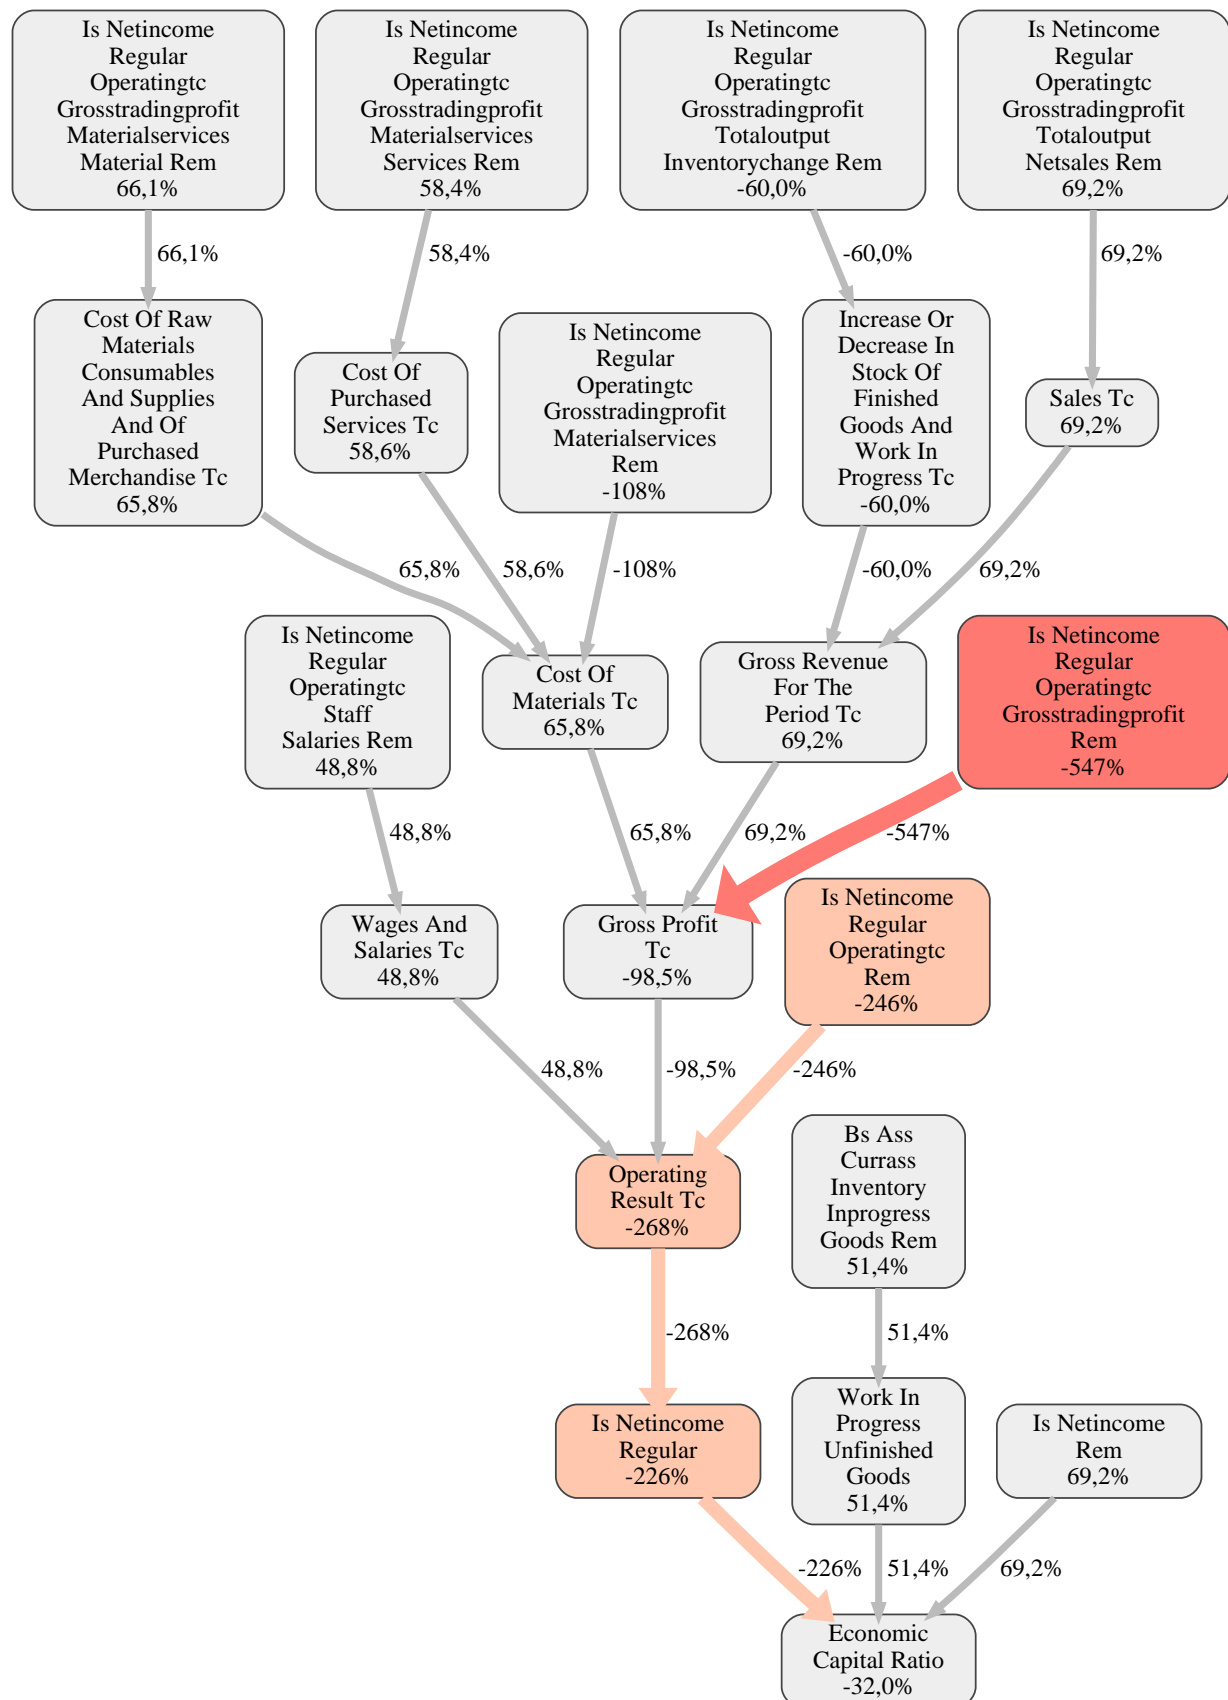 Is Netincome
Regular
Operatingtc
Grosstradingprofit
Materialservices
Material Rem
66,1%
Is Netincome
Regular
Operatingtc
Grosstradingprofit
Materialservices
Services Rem
58,4%
Is Netincome
Regular
Operatingtc
Grosstradingprofit
Totaloutput
Inventorychange Rem
-60,0%
Is Netincome
Regular
Operatingtc
Grosstradingprofit
Totaloutput
Netsales Rem
69,2%
66,1%
58,4%
-60,0%
69,2%
Cost Of Raw
Materials
Consumables
And Supplies
And Of
Purchased
Merchandise Tc
65,8%
Cost Of
Purchased
Services Tc
58,6%
Is Netincome
Regular
Operatingtc
Grosstradingprofit
Materialservices
Rem
-108%
Increase Or
Decrease In
Stock Of
Finished
Goods And
Work In
Progress Tc
-60,0%
Sales Tc
69,2%
65,8%
58,6%
-108%
-60,0%
69,2%
Is Netincome
Regular
Operatingtc
Staff
Salaries Rem
48,8%
Cost Of
Materials Tc
65,8%
Gross Revenue
For The
Period Tc
69,2%
Is Netincome
Regular
Operatingtc
Grosstradingprofit
Rem
-547%
48,8%
65,8%
69,2%
-547%
Wages And
Salaries Tc
48,8%
Gross Profit
Tc
-98,5%
Is Netincome
Regular
Operatingtc
Rem
-246%
48,8%
-98,5%
-246%
Operating
Result Tc
-268%
Bs Ass
Currass
Inventory
Inprogress
Goods Rem
51,4%
-268%
51,4%
Is Netincome
Regular
-226%
Work In
Progress
Unfinished
Goods
51,4%
Is Netincome
Rem
69,2%
-226%
51,4%
69,2%
Economic
Capital Ratio
-32,0%